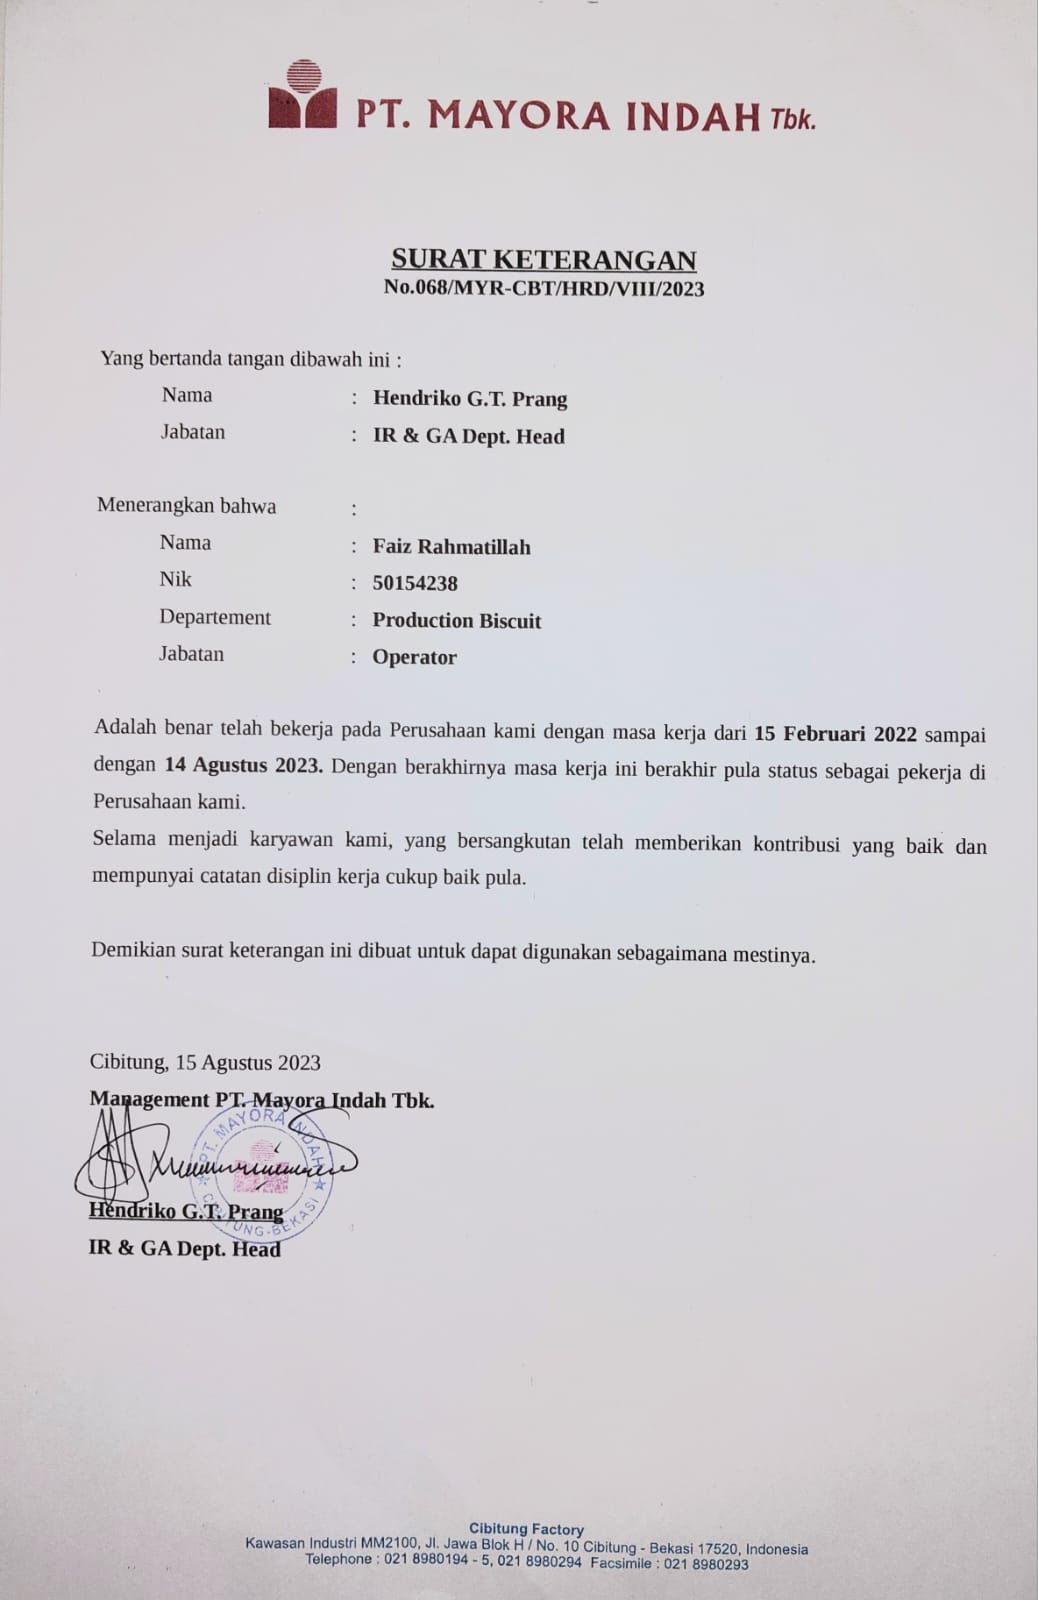 PT. MAYORA INDAH Tbk.
SURAT KETERANGAN
No.068/MYR-CBT/HRD/VIII/2023
Yang bertanda tangan dibawah ini :
Nama : Hendriko G.T. Prang
Jabatan : IR & GA Dept. Head
Menerangkan bahwa :
Nama : Faiz Rahmatillah
Nik : 50154238
Departement : Production Biscuit
Jabatan : Operator
Adalah benar telah bekerja pada Perusahaan kami dengan masa kerja dari 15 Februari 2022 sampai
dengan 14 Agustus 2023. Dengan berakhirnya masa kerja ini berakhir pula status sebagai pekerja di
Perusahaan kami.
Selama menjadi karyawan kami, yang bersangkutan telah memberikan kontribusi yang baik dan
mempunyai catatan disiplin kerja cukup baik pula.
Demikian surat keterangan ini dibuat untuk dapat digunakan sebagaimana mestinya.
Cibitung, 15 Agustus 2023
Management PT. Mayora Indah Tbk.
PT. MAYORA INDAH
CIBITUNG-BEKASI
Hendriko G.T. Prang
IR & GA Dept. Head
Cibitung Factory
Kawasan Industri MM2100, Jl. Jawa Blok H / No. 10 Cibitung - Bekasi 17520, Indonesia
Telephone : 021 8980194 - 5, 021 8980294 Facsimile : 021 8980293